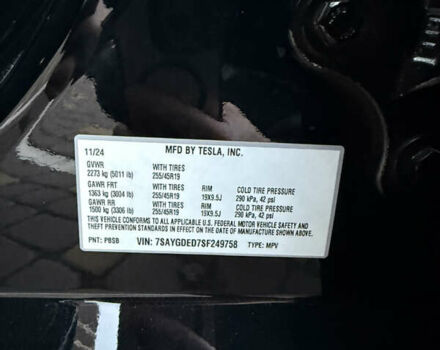 11/24 MFD BY TESLA, INC.
GVWR WITH TIRES
2273 kg (5011 lb) 255/45R19
GAWR FRT WITH TIRES RIM COLD TIRE PRESSURE
1363 kg (3004 lb) 255/45R19 19X9.5J 290 kPa, 42 psi
GAWR RR WITH TIRES RIM COLD TIRE PRESSURE
1500 kg (3306 lb) 255/45R19 19X9.5J 290 kPa, 42 psi
THIS VEHICLE CONFORMS TO ALL APPLICABLE U.S. FEDERAL MOTOR VEHICLE SAFETY AND
THEFT PREVENTION STANDARDS IN EFFECT ON THE DATE OF MANUFACTURE SHOWN ABOVE.
PNT: PBSB VIN: 7SAYGDED7SF249758 TYPE: MPV